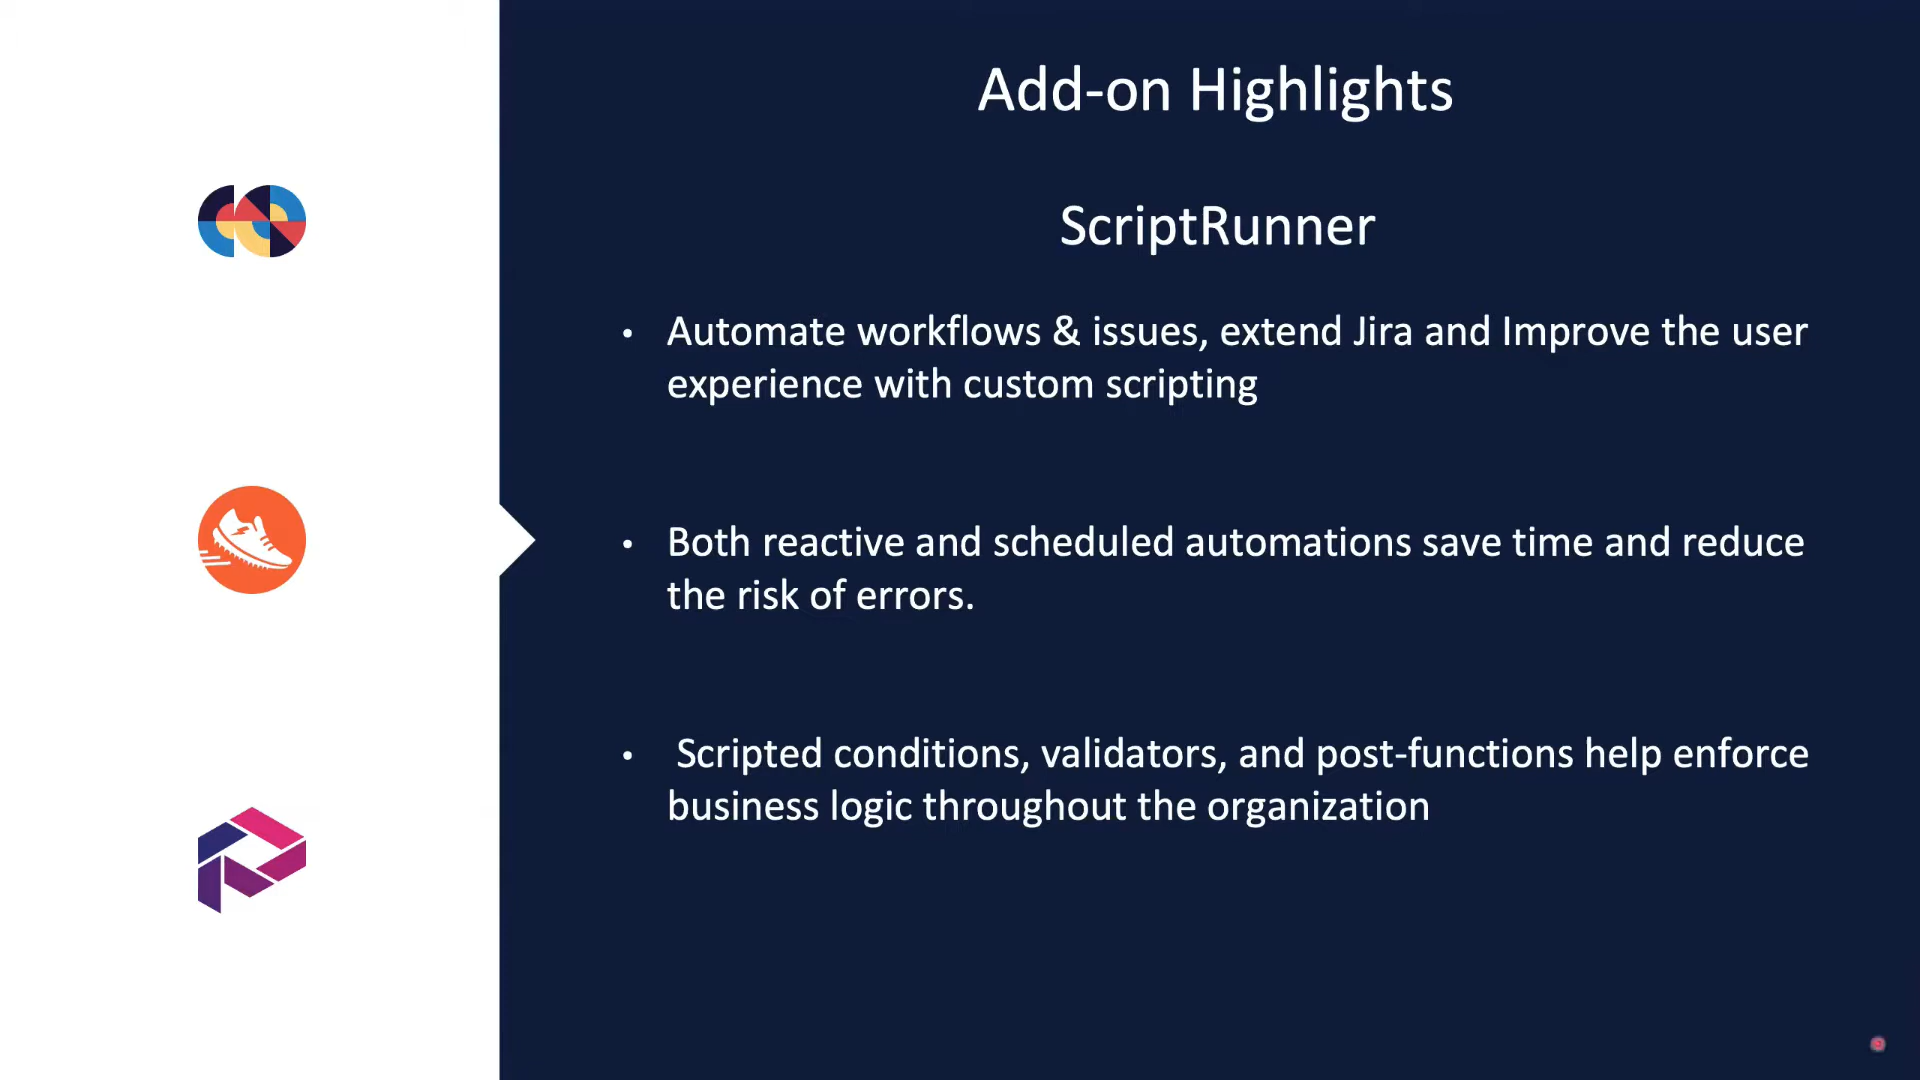 Add-on Highlights
ScriptRunner
• Automate workflows & issues, extend Jira and Improve the user
experience with custom scripting
• Both reactive and scheduled automations save time and reduce
the risk of errors.
• Scripted conditions, validators, and post-functions help enforce
business logic throughout the organization